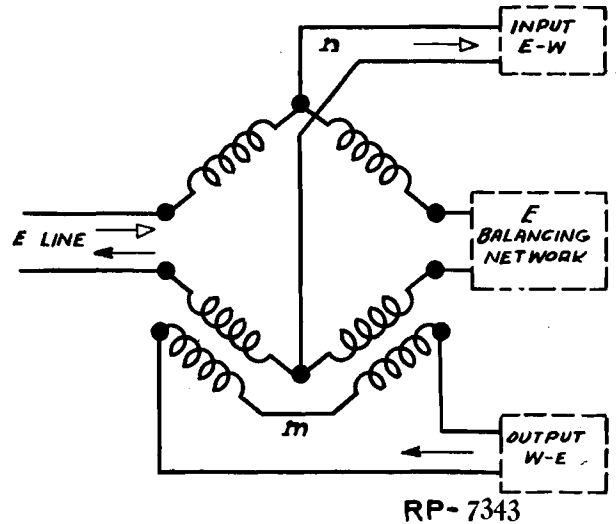 n
INPUT
E-W
E LINE
E
BALANCING
NETWORK
m
OUTPUT
W-E
RP-7343